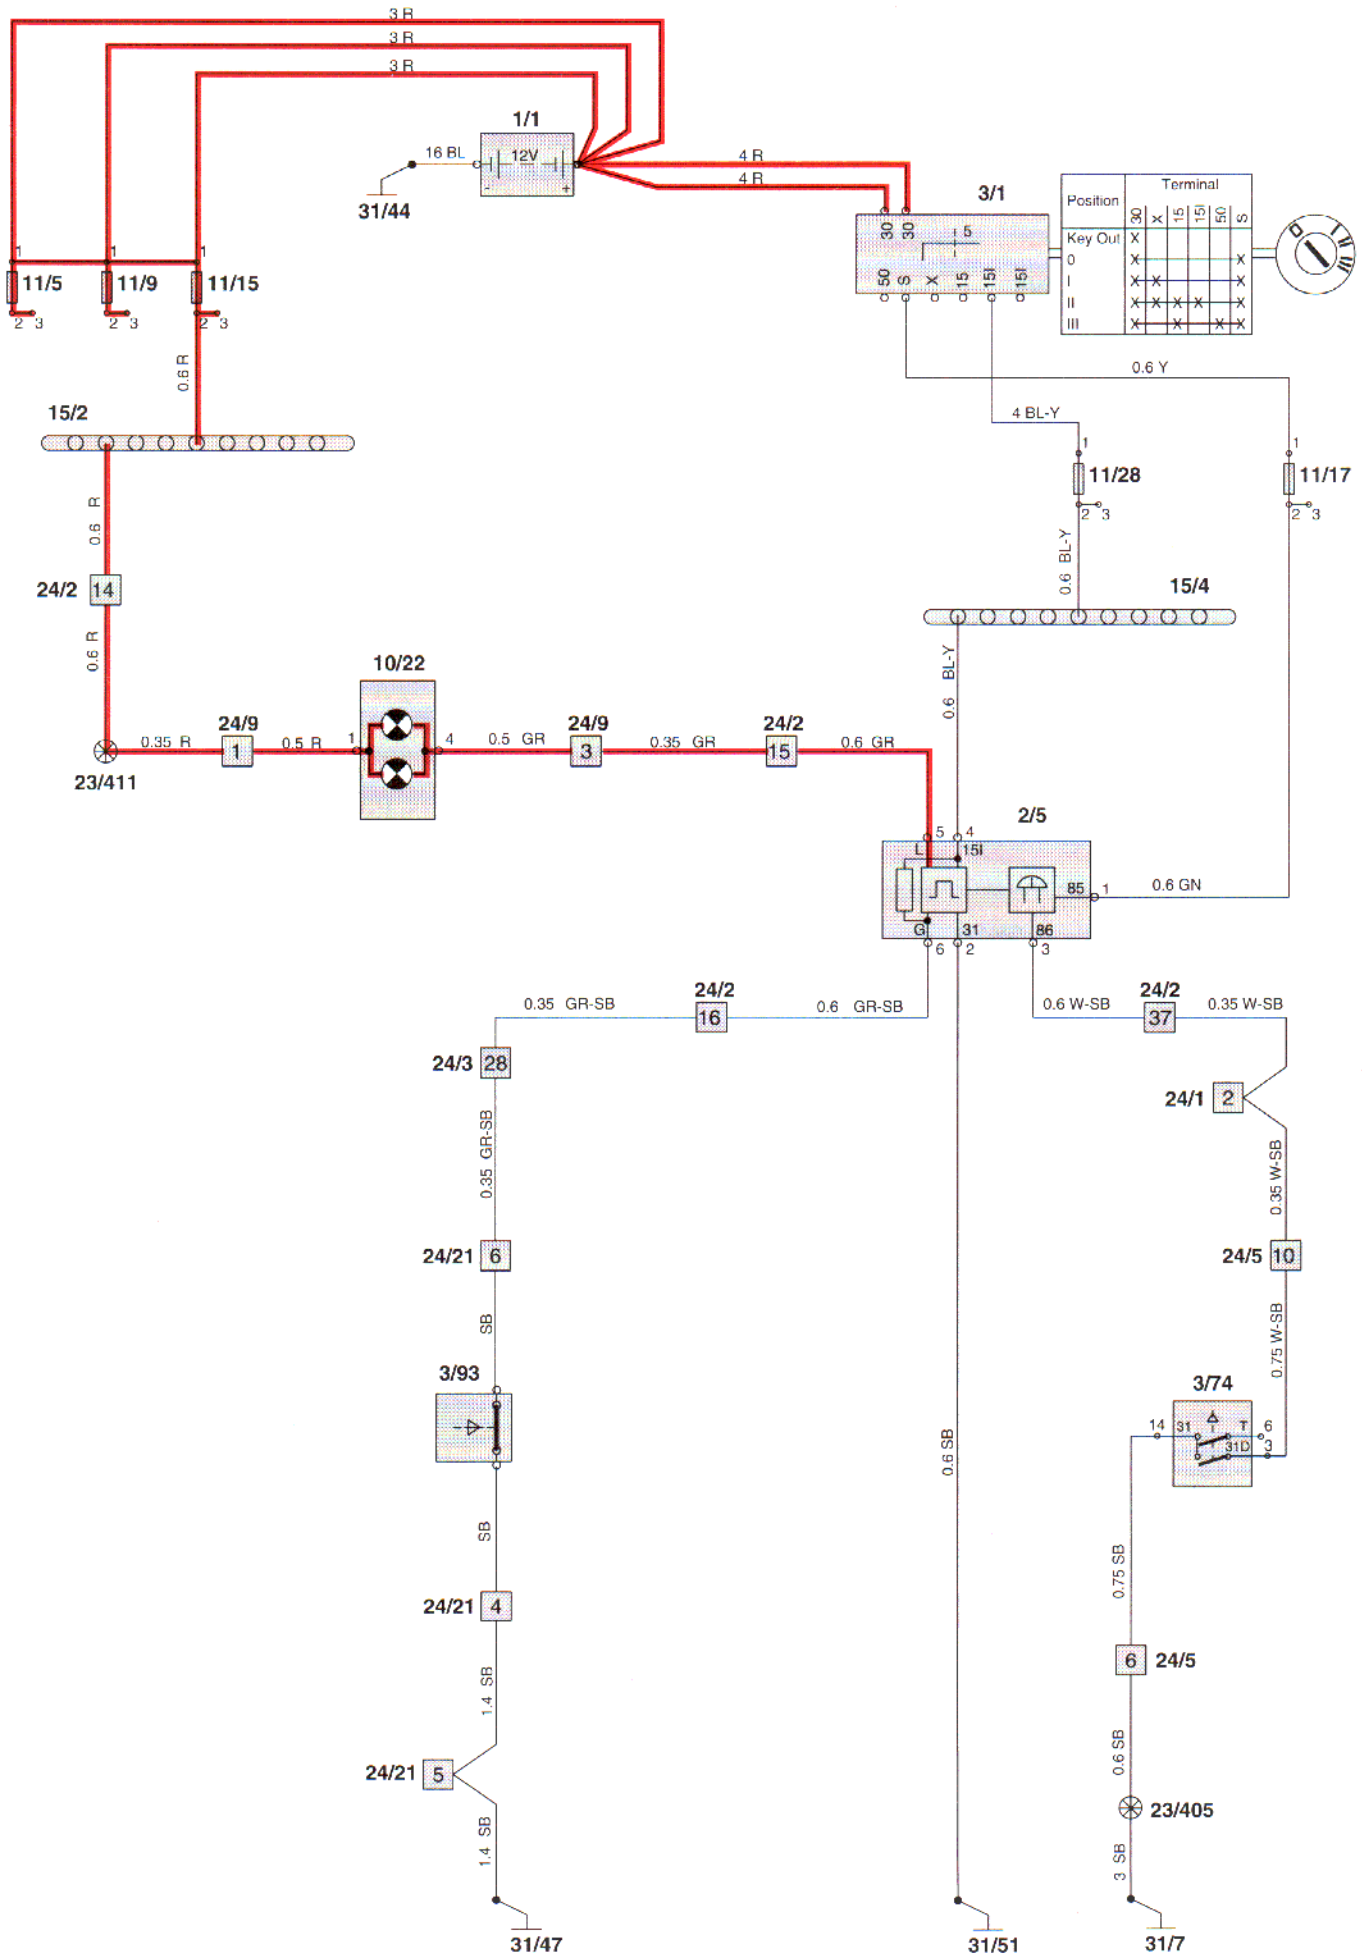 3 R
3 R
3 R
1/1
16 BL
12V
- +
31/44
4 R
4 R
3/1
30 30
5
50 S X 15 15I 15I
Position
Terminal
30 X 15 15I 50 S
Key Out X
0 X X
I X X X
II X X X X X
III X X X X
0 I II III
1 1 1
11/5 11/9 11/15
2 3 2 3 2 3
0.6 R
0.6 Y
4 BL-Y
15/2
1
11/28
2 3
1
11/17
2 3
0.6 R
0.6 BL-Y
24/2 14
15/4
0.6 R
10/22
0.6 BL-Y
24/9 24/9 24/2
0.35 R 1 0.5 R 1 4 0.5 GR 3 0.35 GR 15 0.6 GR
23/411
2/5
5 4
L 15I
85 1 0.6 GN
G 31 86
6 2 3
24/2 24/2
0.35 GR-SB 16 0.6 GR-SB 0.6 W-SB 37 0.35 W-SB
24/3 28
24/1 2
0.35 GR-SB
0.35 W-SB
24/21 6
24/5 10
SB
0.75 W-SB
3/93
3/74
14 31 T 6
31D 3
0.6 SB
SB
0.75 SB
24/21 4
6 24/5
1.4 SB
0.6 SB
24/21 5
23/405
1.4 SB
3 SB
31/47 31/51 31/7